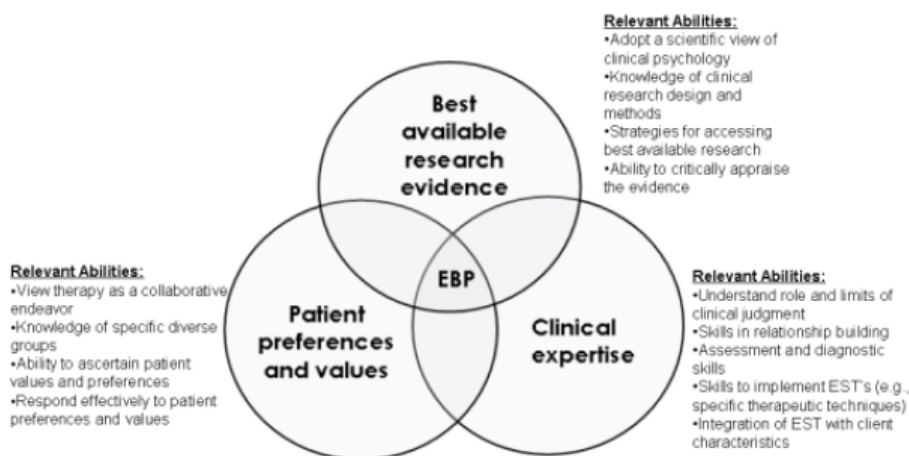 Relevant Abilities:
•Adopt a scientific view of
clinical psychology
•Knowledge of clinical
research design and
methods
•Strategies for accessing
best available research
•Ability to critically appraise
the evidence
Best
available
research
evidence
EBP
Relevant Abilities:
•View therapy as a collaborative
endeavor
•Knowledge of specific diverse
groups
•Ability to ascertain patient
values and preferences
•Respond effectively to patient
preferences and values
Patient
preferences
and values
Clinical
expertise
Relevant Abilities:
•Understand role and limits of
clinical judgment
•Skills in relationship building
•Assessment and diagnostic
skills
•Skills to implement EST's (e.g.,
specific therapeutic techniques)
•Integration of EST with client
characteristics